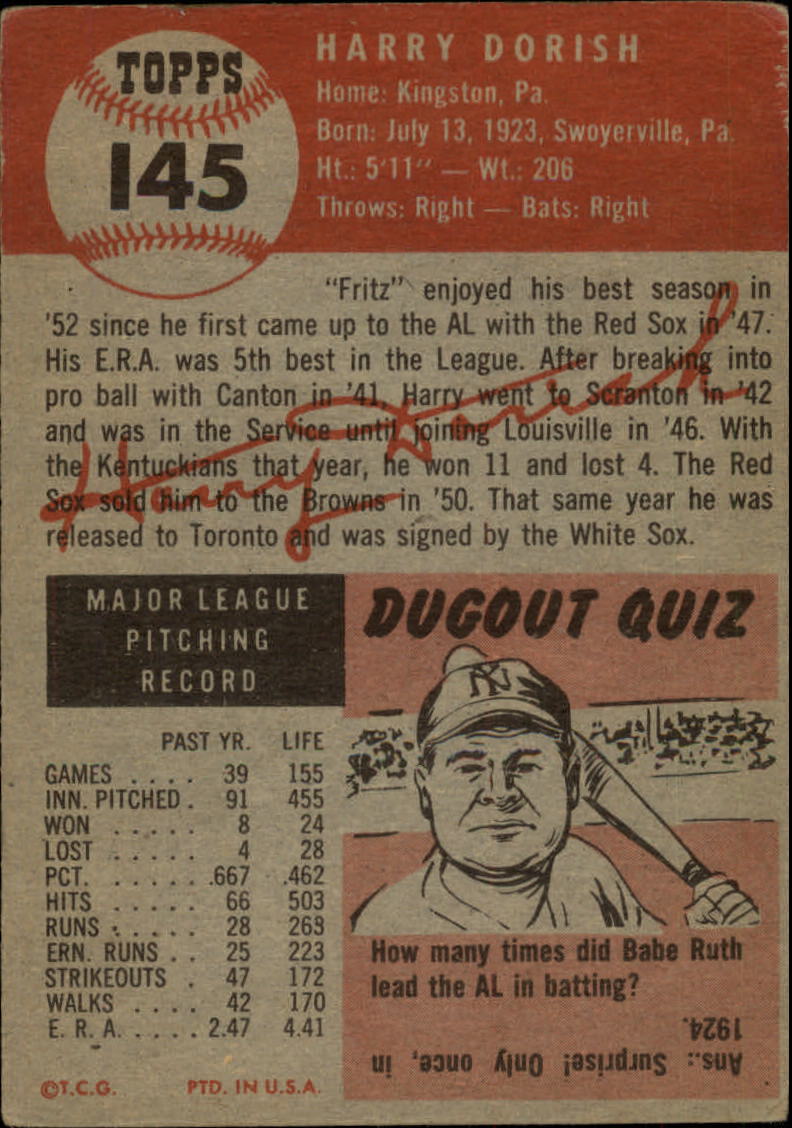 TOPPS
145
HARRY DORISH
Home: Kingston, Pa.
Born: July 13, 1923, Swoyerville, Pa.
Ht.: 5'11" — Wt.: 206
Throws: Right — Bats: Right
"Fritz" enjoyed his best season in
'52 since he first came up to the AL with the Red Sox in '47.
His E.R.A. was 5th best in the League. After breaking into
pro ball with Canton in '41, Harry went to Scranton in '42
and was in the Service until joining Louisville in '46. With
the Kentuckians that year, he won 11 and lost 4. The Red
Sox sold him to the Browns in '50. That same year he was
released to Toronto and was signed by the White Sox.
Harry Dorish
MAJOR LEAGUE
PITCHING
RECORD
PAST YR. LIFE
GAMES . . . . 39 155
INN. PITCHED . 91 455
WON . . . . . 8 24
LOST . . . . . 4 28
PCT. . . . . . .667 .462
HITS . . . . . 66 503
RUNS . . . . . 28 263
ERN. RUNS . . 25 223
STRIKEOUTS . 47 172
WALKS . . . . 42 170
E. R. A. . . . . 2.47 4.41
©T.C.G. PTD. IN U.S.A.
DUGOUT QUIZ
NY
How many times did Babe Ruth
lead the AL in batting?
Ans.: Surprise! Only once, in
1924.